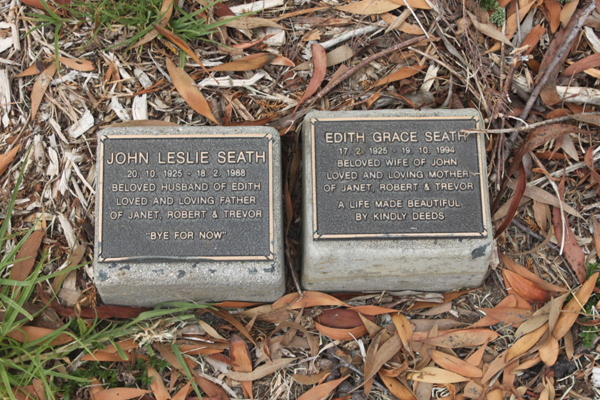 JOHN LESLIE SEATH
20. 10. 1925 - 18. 2. 1988
BELOVED HUSBAND OF EDITH
LOVED AND LOVING FATHER
OF JANET, ROBERT & TREVOR
"BYE FOR NOW"
EDITH GRACE SEATH
17. 2. 1925 - 19. 10. 1994
BELOVED WIFE OF JOHN
LOVED AND LOVING MOTHER
OF JANET, ROBERT & TREVOR
A LIFE MADE BEAUTIFUL
BY KINDLY DEEDS